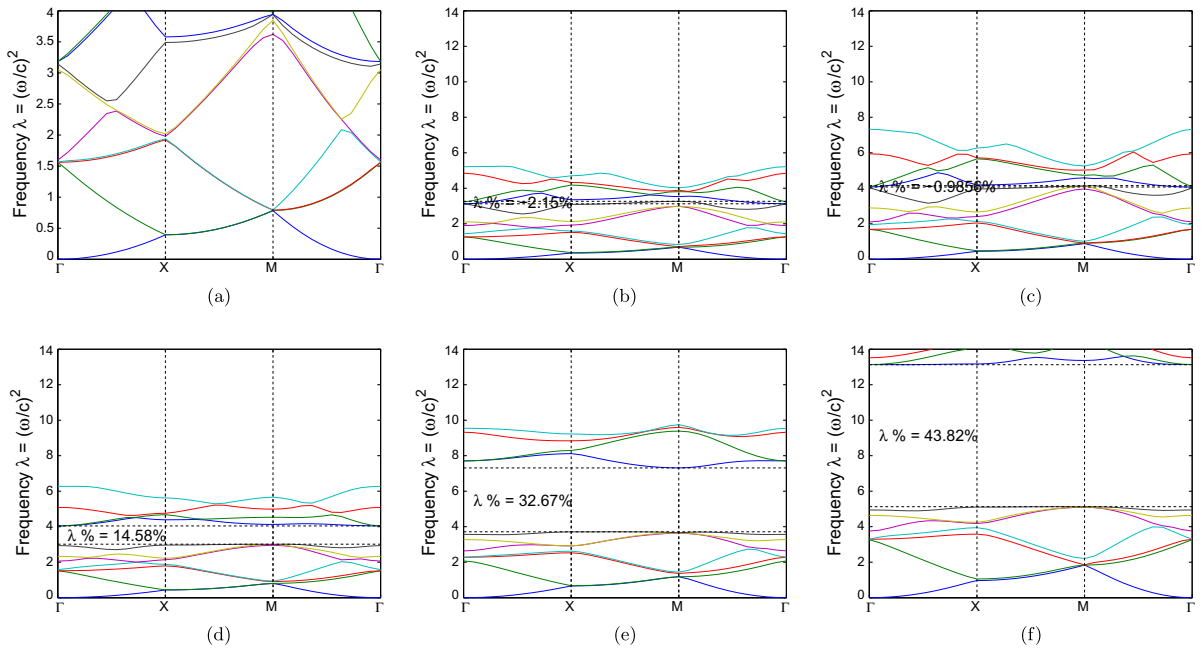 Frequency λ = (ω/c)²
4
3.5
3
2.5
2
1.5
1
0.5
0
Γ X M Γ
(a)
Frequency λ = (ω/c)²
14
12
10
8
6
4
2
0
λ % = −2.15%
Γ X M Γ
(b)
Frequency λ = (ω/c)²
14
12
10
8
6
4
2
0
λ % = −0.9856%
Γ X M Γ
(c)
Frequency λ = (ω/c)²
14
12
10
8
6
4
2
0
λ % = 14.58%
Γ X M Γ
(d)
Frequency λ = (ω/c)²
14
12
10
8
6
4
2
0
λ % = 32.67%
Γ X M Γ
(e)
Frequency λ = (ω/c)²
14
12
10
8
6
4
2
0
λ % = 43.82%
Γ X M Γ
(f)